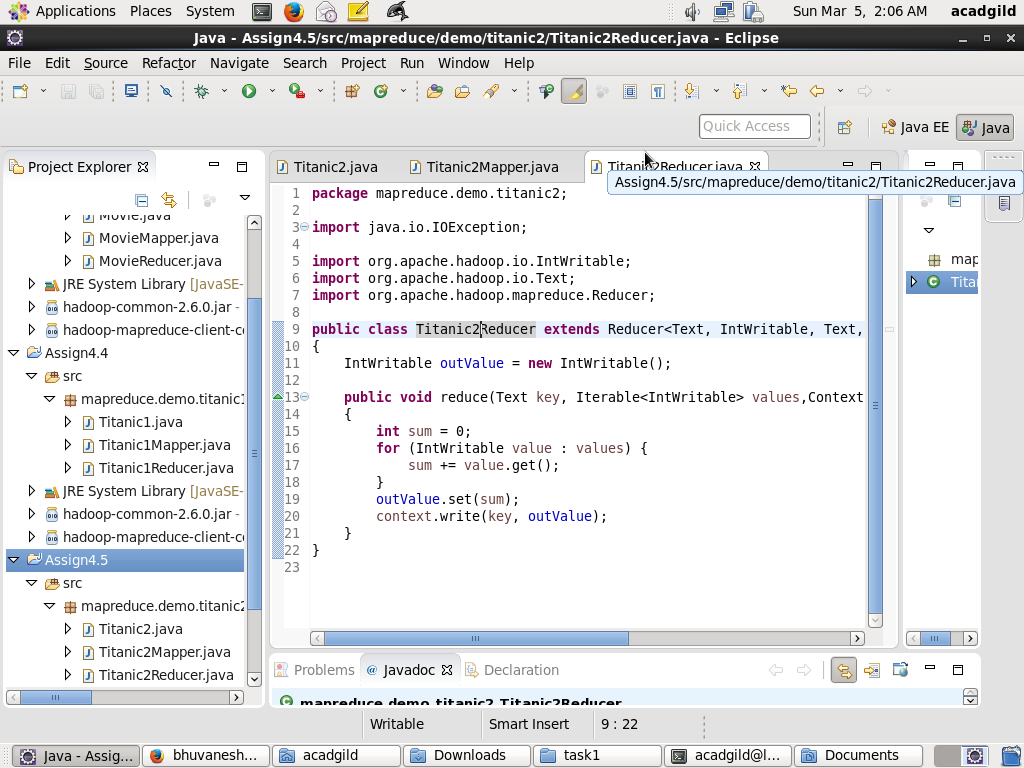 Applications Places System Sun Mar 5, 2:06 AM acadgild
Java - Assign4.5/src/mapreduce/demo/titanic2/Titanic2Reducer.java - Eclipse
File Edit Source Refactor Navigate Search Project Run Window Help
Quick Access Java EE Java
Project Explorer
Titanic2.java Titanic2Mapper.java Titanic2Reducer.java
Assign4.5/src/mapreduce/demo/titanic2/Titanic2Reducer.java
Movie.java
MovieMapper.java
MovieReducer.java
JRE System Library [JavaSE-
hadoop-common-2.6.0.jar -
hadoop-mapreduce-client-c
Assign4.4
src
mapreduce.demo.titanic1
Titanic1.java
Titanic1Mapper.java
Titanic1Reducer.java
JRE System Library [JavaSE-
hadoop-common-2.6.0.jar -
hadoop-mapreduce-client-c
Assign4.5
src
mapreduce.demo.titanic2
Titanic2.java
Titanic2Mapper.java
Titanic2Reducer.java
1 package mapreduce.demo.titanic2;
2
3 import java.io.IOException;
4
5 import org.apache.hadoop.io.IntWritable;
6 import org.apache.hadoop.io.Text;
7 import org.apache.hadoop.mapreduce.Reducer;
8
9 public class Titanic2Reducer extends Reducer<Text, IntWritable, Text,
10 {
11 IntWritable outValue = new IntWritable();
12
13 public void reduce(Text key, Iterable<IntWritable> values,Context
14 {
15 int sum = 0;
16 for (IntWritable value : values) {
17 sum += value.get();
18 }
19 outValue.set(sum);
20 context.write(key, outValue);
21 }
22 }
23
map
Tita
Problems @ Javadoc Declaration
mapreduce.demo.titanic2.Titanic2Reducer
Writable Smart Insert 9 : 22
Java - Assig... bhuvanesh... acadgild Downloads task1 acadgild@l... Documents